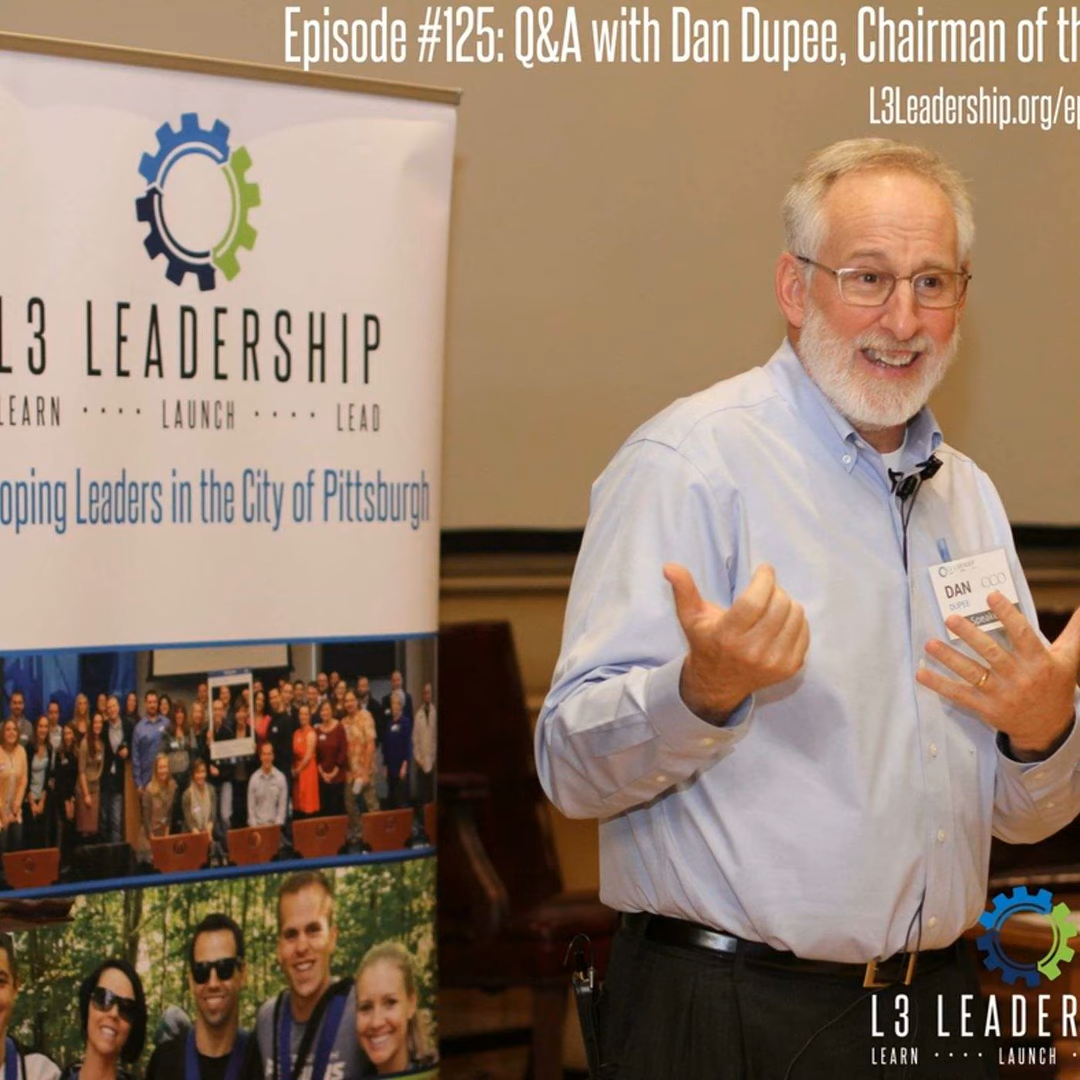 Episode #125: Q&A with Dan Dupee, Chairman of th
L3Leadership.org/ep
L3 LEADERSHIP
LEARN .... LAUNCH .... LEAD
oping Leaders in the City of Pittsburgh
DAN
DUPEE
Speake
L3 LEADER
LEARN .... LAUNCH